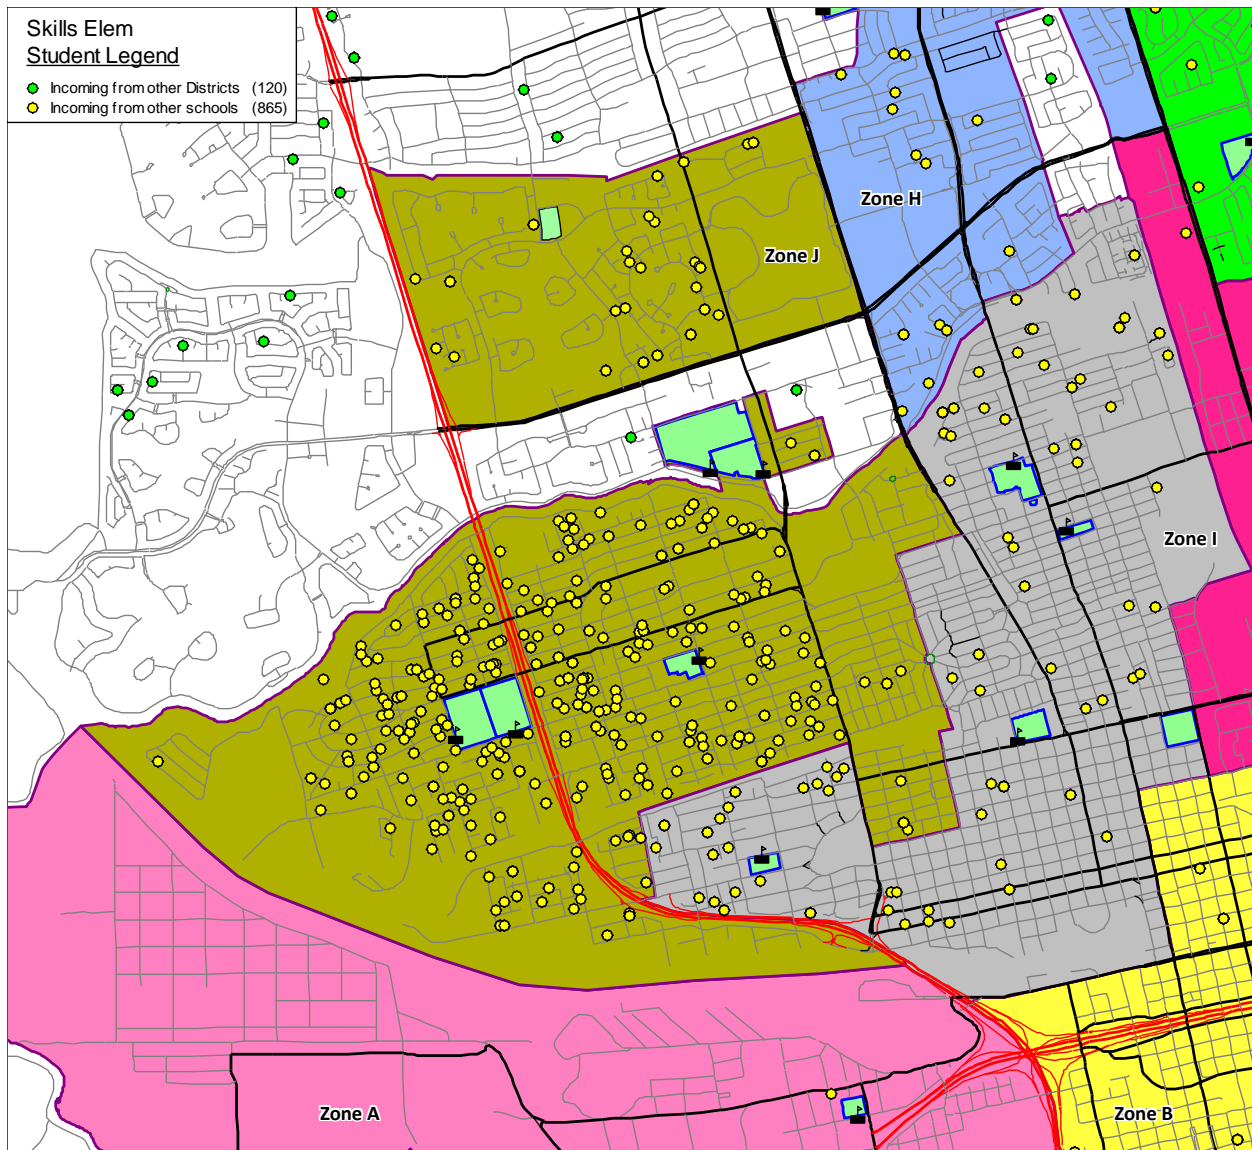 Skills Elem
Student Legend
Incoming from other Districts (120)
Incoming from other schools (865)
Zone H
Zone J
Zone I
Zone A
Zone B